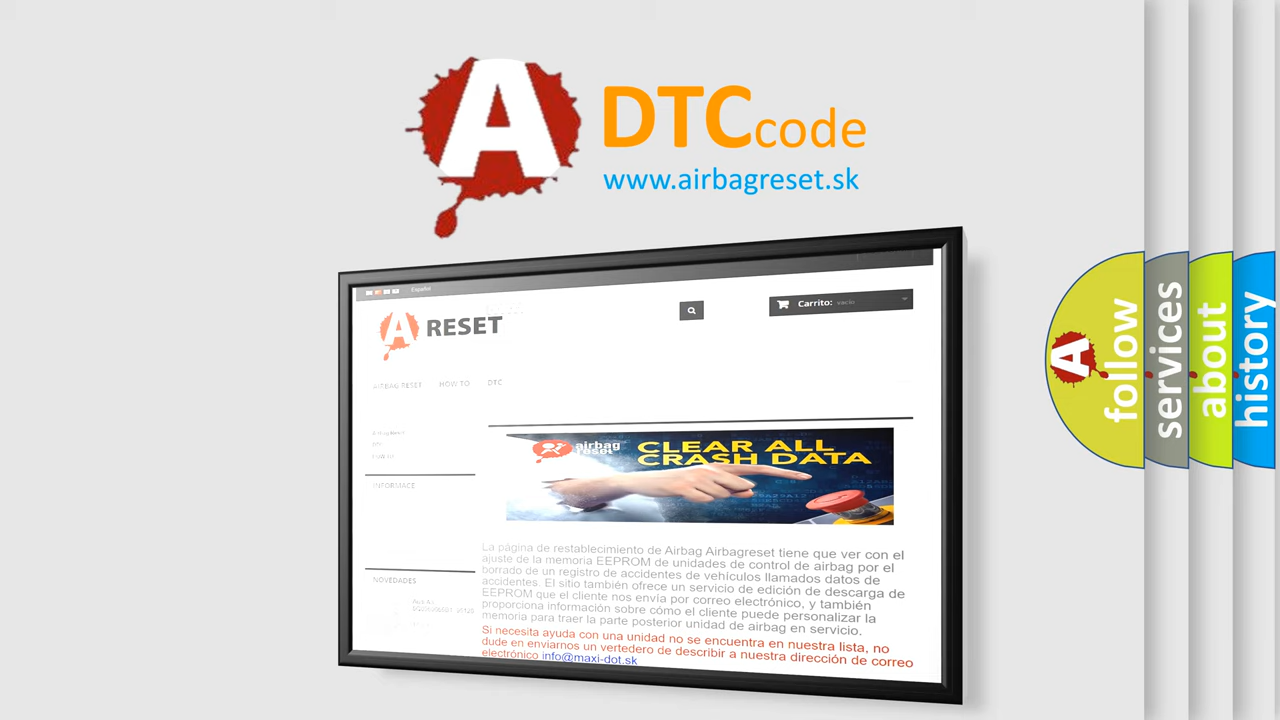 A
DTCcode
www.airbagreset.sk
Español
A RESET
Carrito: vacío
AIRBAG RESET HOW TO DTC
INFORMACE
airbag
reset
CLEAR ALL
CRASH DATA
La página de restablecimiento de Airbag Airbagreset tiene que ver con el
ajuste de la memoria EEPROM de unidades de control de airbag por el
borrado de un registro de accidentes de vehículos llamados datos de
accidentes. El sitio también ofrece un servicio de edición de descarga de
EEPROM que el cliente nos envía por correo electrónico, y también
proporciona información sobre cómo el cliente puede personalizar la
memoria para traer la parte posterior unidad de airbag en servicio.
Si necesita ayuda con una unidad no se encuentra en nuestra lista, no
dude en enviarnos un vertedero de describir a nuestra dirección de correo
electrónico info@maxi-dot.sk
NOVEDADES
A
follow
services
about
history